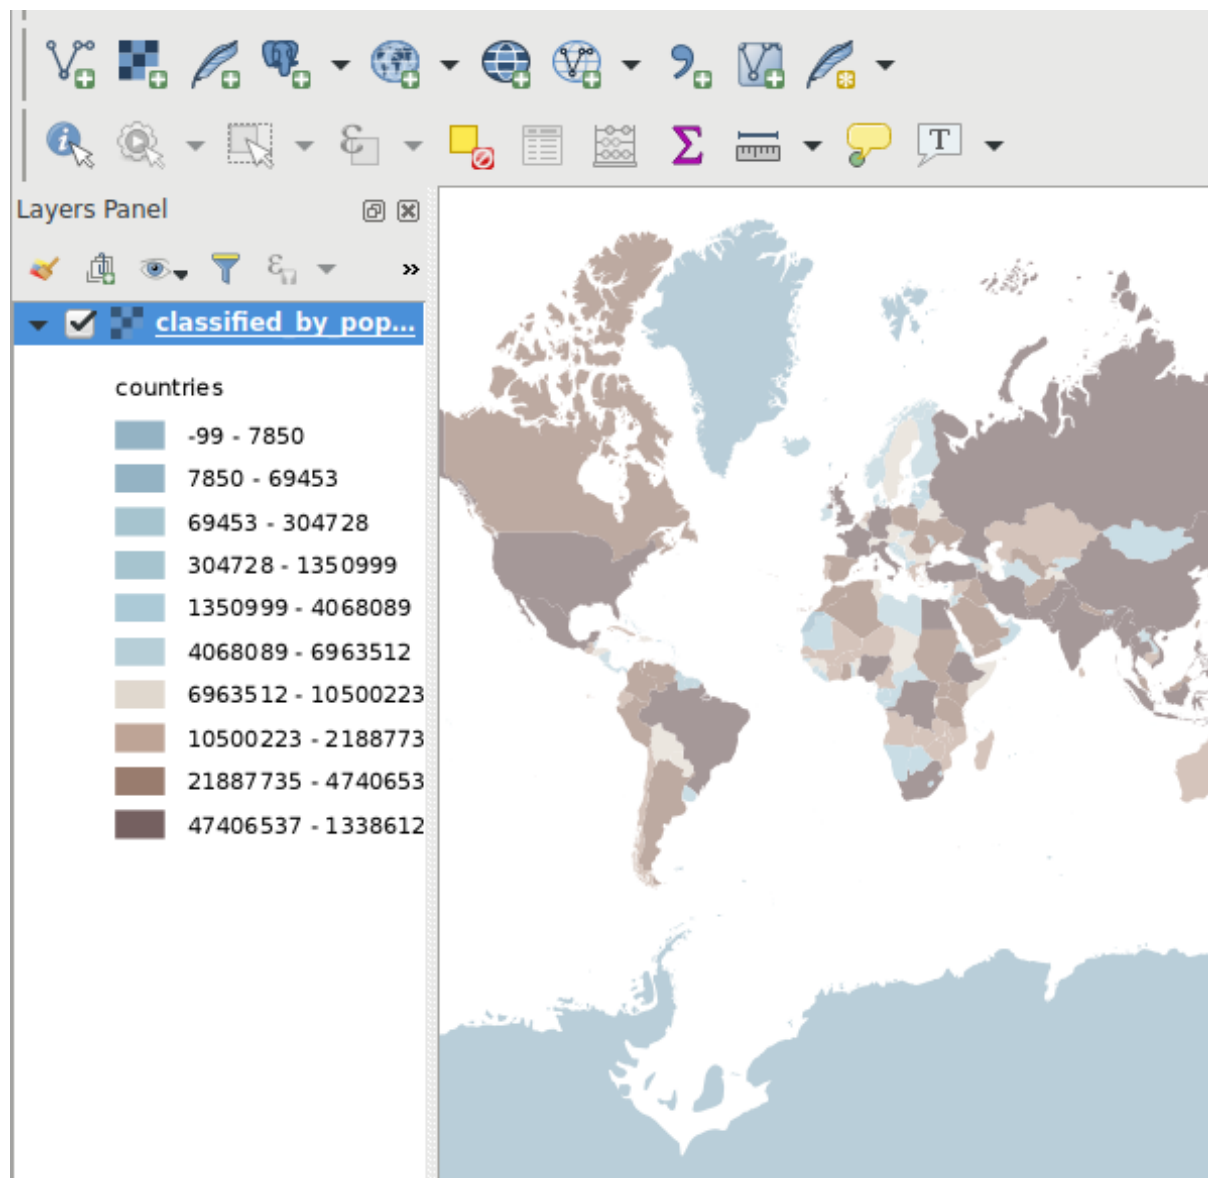 T
Layers Panel
classified_by_pop...
countries
-99 - 7850
7850 - 69453
69453 - 304728
304728 - 1350999
1350999 - 4068089
4068089 - 6963512
6963512 - 10500223
10500223 - 2188773
21887735 - 4740653
47406537 - 1338612